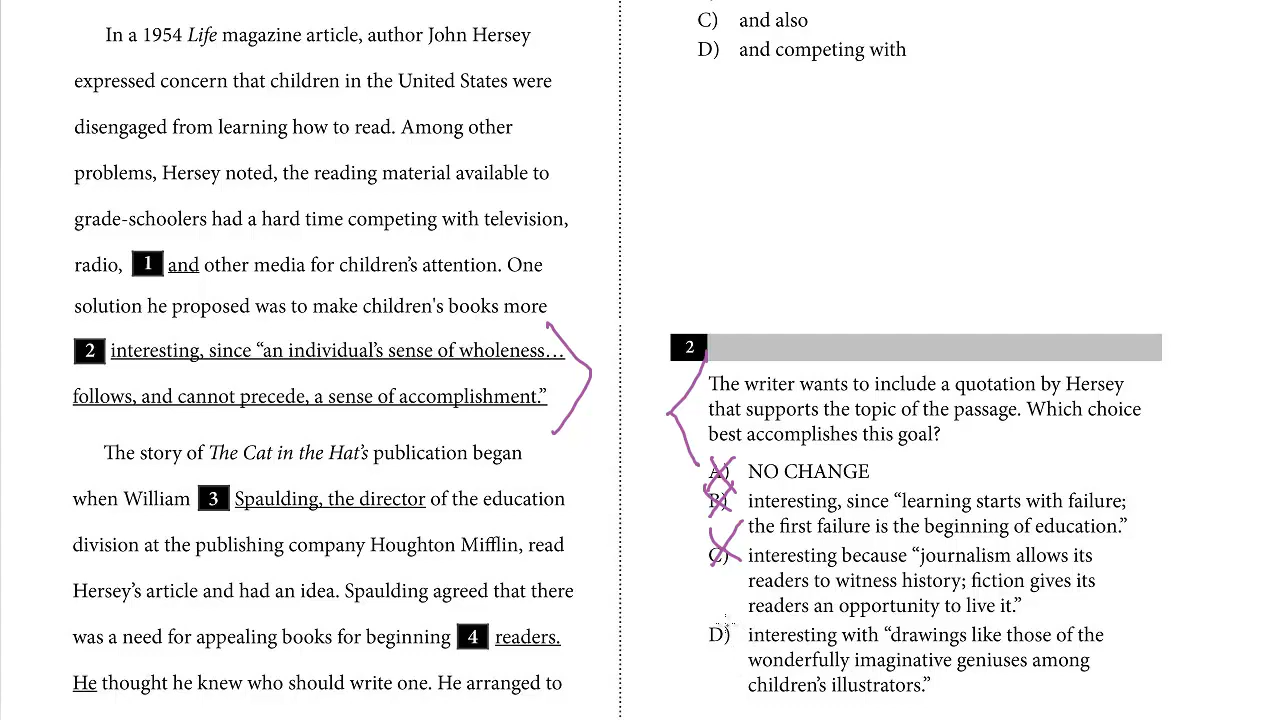 In a 1954 Life magazine article, author John Hersey
expressed concern that children in the United States were
disengaged from learning how to read. Among other
problems, Hersey noted, the reading material available to
grade-schoolers had a hard time competing with television,
radio, 1 and other media for children’s attention. One
solution he proposed was to make children's books more
2 interesting, since “an individual’s sense of wholeness…
follows, and cannot precede, a sense of accomplishment.”
The story of The Cat in the Hat’s publication began
when William 3 Spaulding, the director of the education
division at the publishing company Houghton Mifflin, read
Hersey’s article and had an idea. Spaulding agreed that there
was a need for appealing books for beginning 4 readers.
He thought he knew who should write one. He arranged to
C) and also
D) and competing with
2
The writer wants to include a quotation by Hersey
that supports the topic of the passage. Which choice
best accomplishes this goal?
A) NO CHANGE
B) interesting, since “learning starts with failure;
the first failure is the beginning of education.”
C) interesting because “journalism allows its
readers to witness history; fiction gives its
readers an opportunity to live it.”
D) interesting with “drawings like those of the
wonderfully imaginative geniuses among
children’s illustrators.”